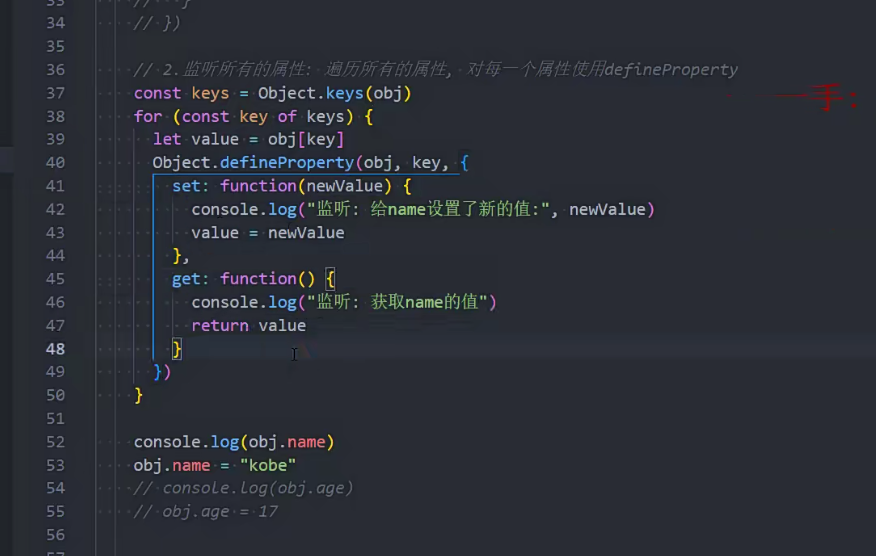 33 // }
34 // })
35
36 // 2.监听所有的属性: 遍历所有的属性, 对每一个属性使用defineProperty
37 const keys = Object.keys(obj)
一手:
38 for (const key of keys) {
39 let value = obj[key]
40 Object.defineProperty(obj, key, {
41 set: function(newValue) {
42 console.log("监听: 给name设置了新的值:", newValue)
43 value = newValue
44 },
45 get: function() {
46 console.log("监听: 获取name的值")
47 return value
48 }
49 })
50 }
51
52 console.log(obj.name)
53 obj.name = "kobe"
54 // console.log(obj.age)
55 // obj.age = 17
56
57